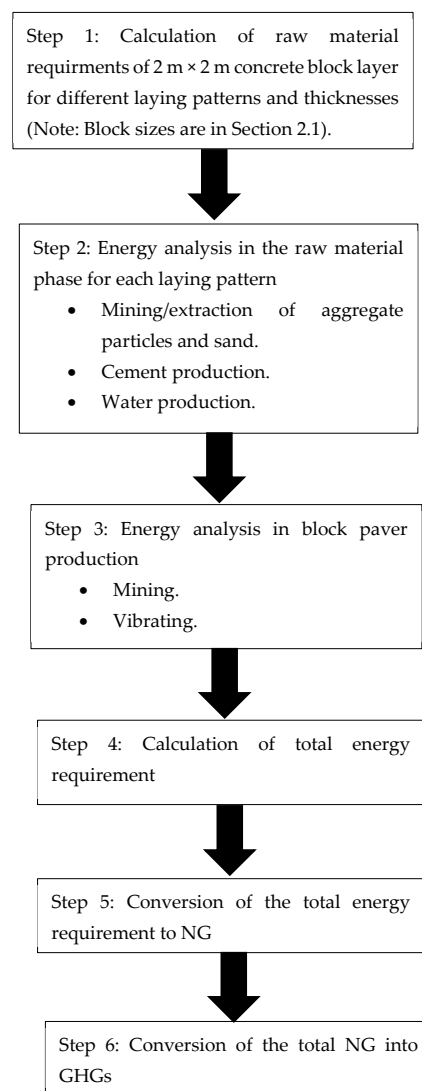 Step 1: Calculation of raw material
requirments of 2 m × 2 m concrete block layer
for different laying patterns and thicknesses
(Note: Block sizes are in Section 2.1).
Step 2: Energy analysis in the raw material
phase for each laying pattern
• Mining/extraction of aggregate
particles and sand.
• Cement production.
• Water production.
Step 3: Energy analysis in block paver
production
• Mining.
• Vibrating.
Step 4: Calculation of total energy
requirement
Step 5: Conversion of the total energy
requirement to NG
Step 6: Conversion of the total NG into
GHGs